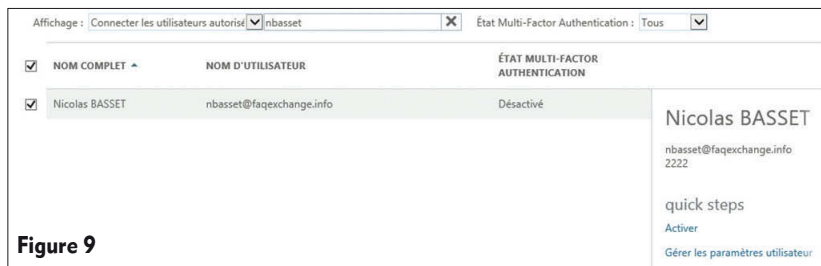 Affichage : Connecter les utilisateurs autorisé nbasset État Multi-Factor Authentication : Tous
NOM COMPLET NOM D'UTILISATEUR ÉTAT MULTI-FACTOR
AUTHENTICATION
Nicolas BASSET nbasset@faqexchange.info Désactivé
Nicolas BASSET
nbasset@faqexchange.info
2222
quick steps
Activer
Gérer les paramètres utilisateur
Figure 9